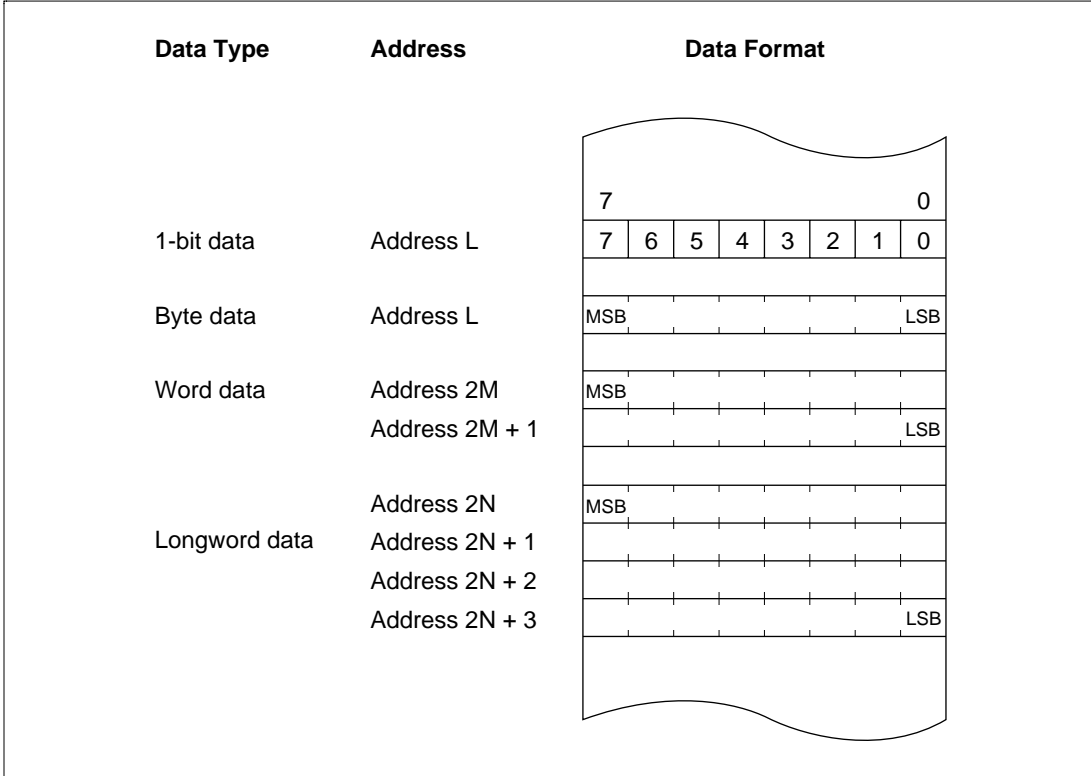 Data Type Address Data Format
7 0
1-bit data Address L 7 6 5 4 3 2 1 0
Byte data Address L MSB LSB
Word data Address 2M MSB
Address 2M + 1 LSB
Address 2N MSB
Longword data Address 2N + 1
Address 2N + 2
Address 2N + 3 LSB